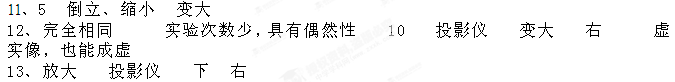 11、5 倒立、缩小 变大
12、完全相同 实验次数少,具有偶然性 10 投影仪 变大 右 虚
实像，也能成虚
13、放大 投影仪 下 右